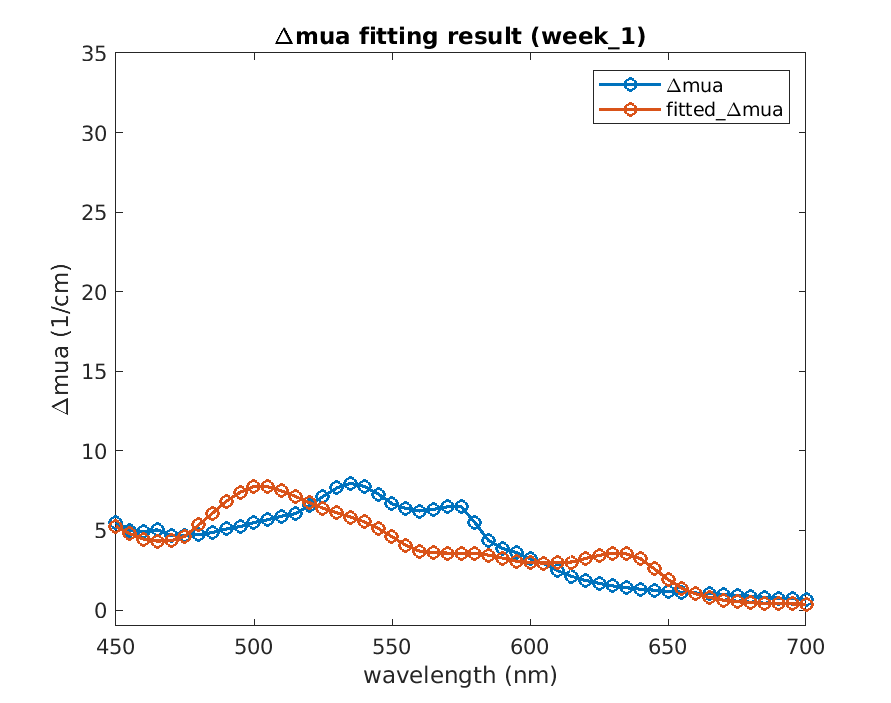 Δmua fitting result (week_1)
35
30
25
20
15
10
5
0
Δmua (1/cm)
Δmua
fitted_Δmua
450 500 550 600 650 700
wavelength (nm)